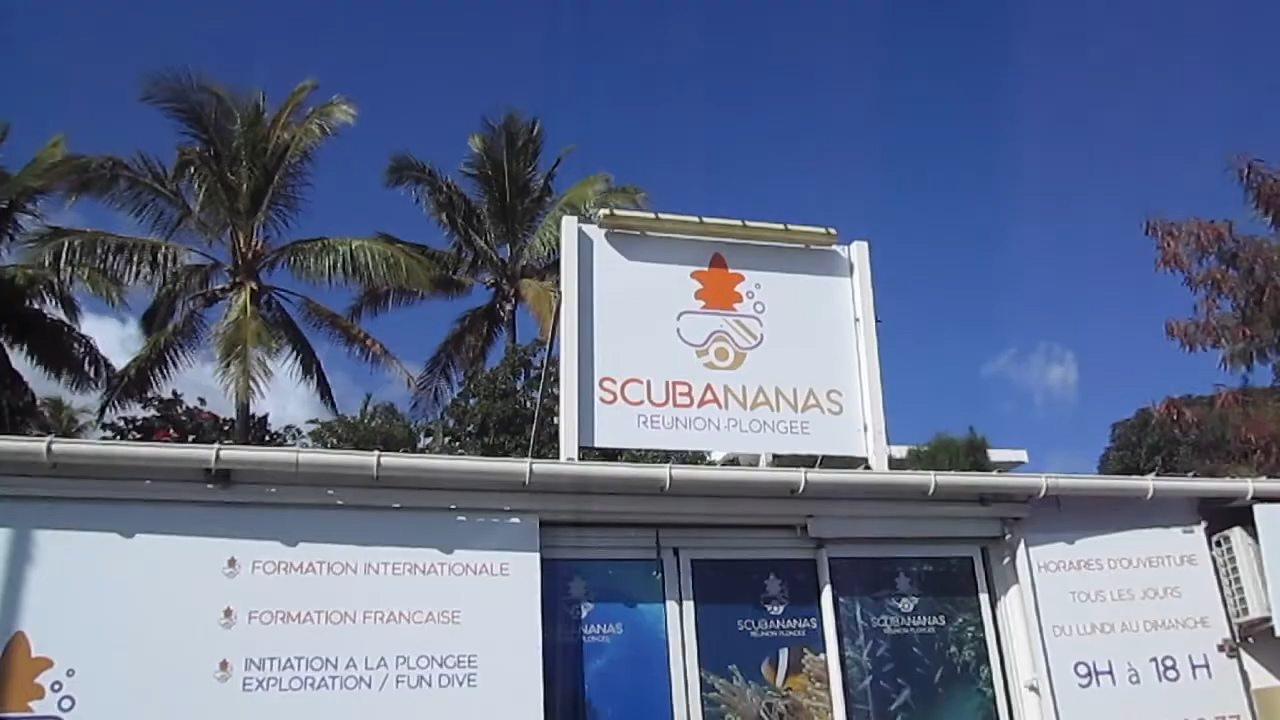 SCUBANANAS
REUNION-PLONGEE
FORMATION INTERNATIONALE
FORMATION FRANCAISE
INITIATION A LA PLONGEE
EXPLORATION / FUN DIVE
SCUBANANAS
REUNION PLONGEE
SCUBANANAS
REUNION PLONGEE
HORAIRES D'OUVERTURE
TOUS LES JOURS
DU LUNDI AU DIMANCHE
9H à 18 H